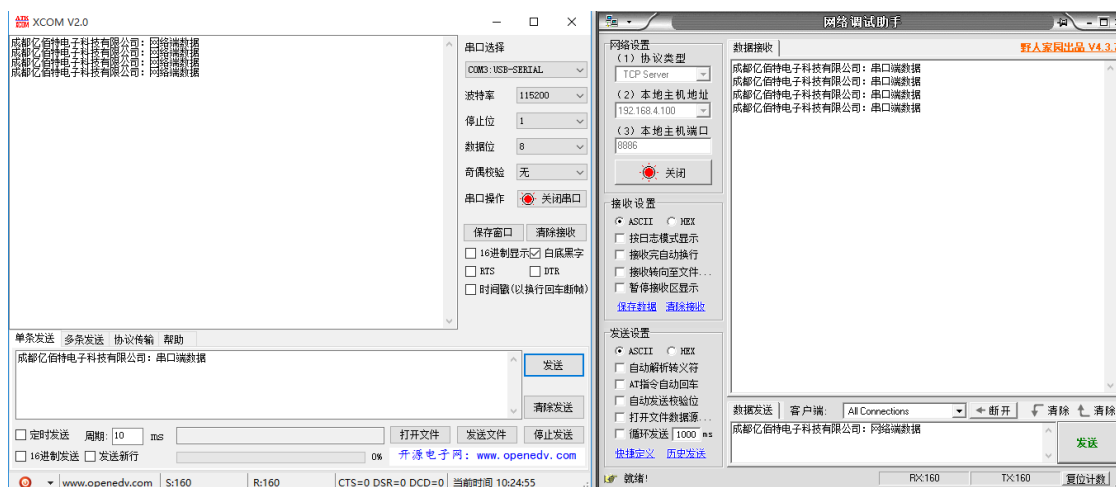 ATK
COM
XCOM V2.0
成都亿佰特电子科技有限公司：网络端数据
成都亿佰特电子科技有限公司：网络端数据
成都亿佰特电子科技有限公司：网络端数据
成都亿佰特电子科技有限公司：网络端数据
串口选择
COM3:USB-SERIAL
波特率 115200
停止位 1
数据位 8
奇偶校验 无
串口操作 关闭串口
保存窗口 清除接收
16进制显示 白底黑字
RTS DTR
时间戳(以换行回车断帧)
单条发送 多条发送 协议传输 帮助
成都亿佰特电子科技有限公司：串口端数据
发送
清除发送
定时发送 周期: 10 ms 打开文件 发送文件 停止发送
16进制发送 发送新行 0% 开源电子网：www.openedv.com
www.openedv.com S:160 R:160 CTS=0 DSR=0 DCD=0 当前时间 10:24:55
网络调试助手
网络设置
(1) 协议类型
TCP Server
(2) 本地主机地址
192.168.4.100
(3) 本地主机端口
8886
关闭
接收设置
ASCII HEX
按日志模式显示
接收完自动换行
接收转向至文件...
暂停接收区显示
保存数据 清除接收
发送设置
ASCII HEX
自动解析转义符
AT指令自动回车
自动发送校验位
打开文件数据源...
循环发送 1000 ms
快捷定义 历史发送
数据接收 野人家园出品 V4.3.
成都亿佰特电子科技有限公司：串口端数据
成都亿佰特电子科技有限公司：串口端数据
成都亿佰特电子科技有限公司：串口端数据
成都亿佰特电子科技有限公司：串口端数据
数据发送 客户端: All Connections 断开 清除 清除
成都亿佰特电子科技有限公司：网络端数据
发送
就绪! RX:160 TX:160 复位计数